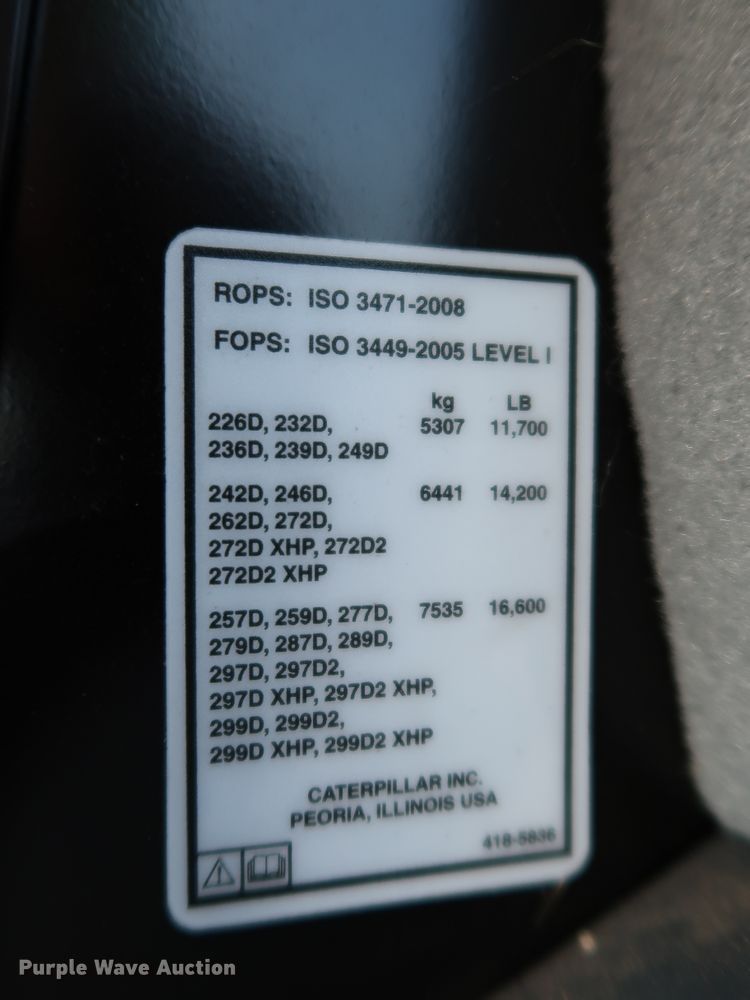 ROPS: ISO 3471-2008
FOPS: ISO 3449-2005 LEVEL I
kg LB
226D, 232D, 5307 11,700
236D, 239D, 249D
242D, 246D, 6441 14,200
262D, 272D,
272D XHP, 272D2
272D2 XHP
257D, 259D, 277D, 7535 16,600
279D, 287D, 289D,
297D, 297D2,
297D XHP, 297D2 XHP,
299D, 299D2,
299D XHP, 299D2 XHP
CATERPILLAR INC.
PEORIA, ILLINOIS USA
418-5836
Purple Wave Auction